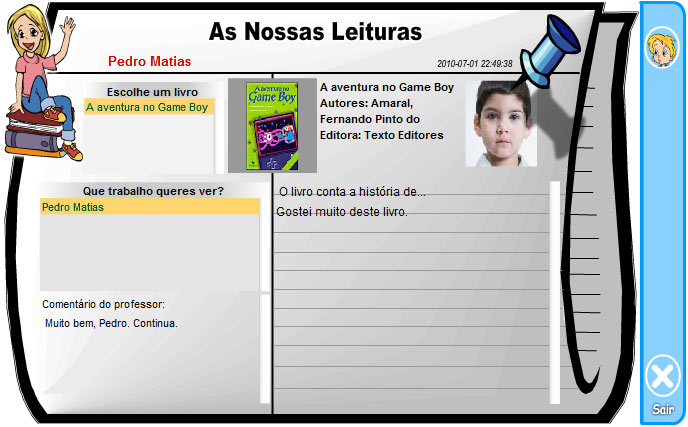 As Nossas Leituras
Pedro Matias
2010-07-01 22:49:38
Escolhe um livro
A aventura no Game Boy
A aventura no
Game Boy
A aventura no Game Boy
Autores: Amaral,
Fernando Pinto do
Editora: Texto Editores
Que trabalho queres ver?
Pedro Matias
O livro conta a história de...
Gostei muito deste livro.
Comentário do professor:
Muito bem, Pedro. Continua.
Sair